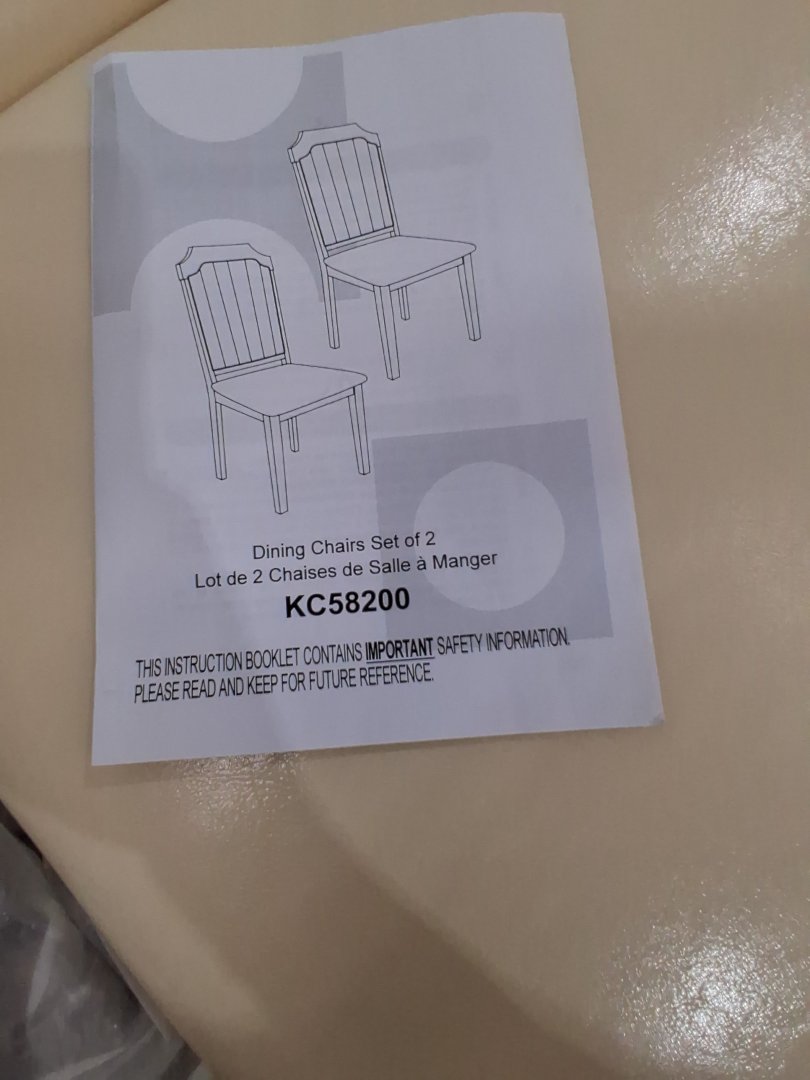 Dining Chairs Set of 2
Lot de 2 Chaises de Salle à Manger
KC58200
THIS INSTRUCTION BOOKLET CONTAINS IMPORTANT SAFETY INFORMATION.
PLEASE READ AND KEEP FOR FUTURE REFERENCE.